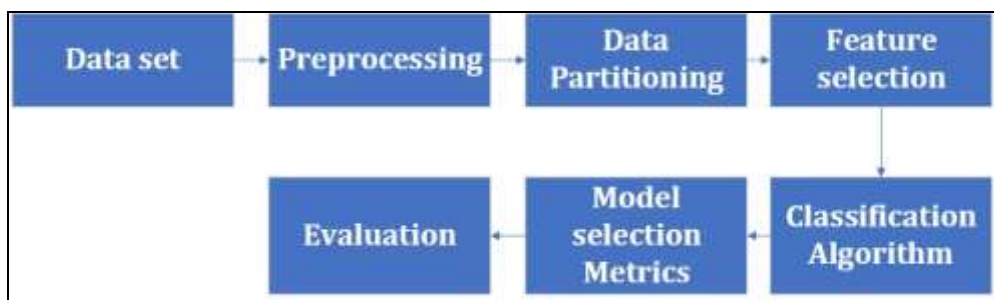 Data set
Preprocessing
Data
Partitioning
Feature
selection
Classification
Algorithm
Model
selection
Metrics
Evaluation